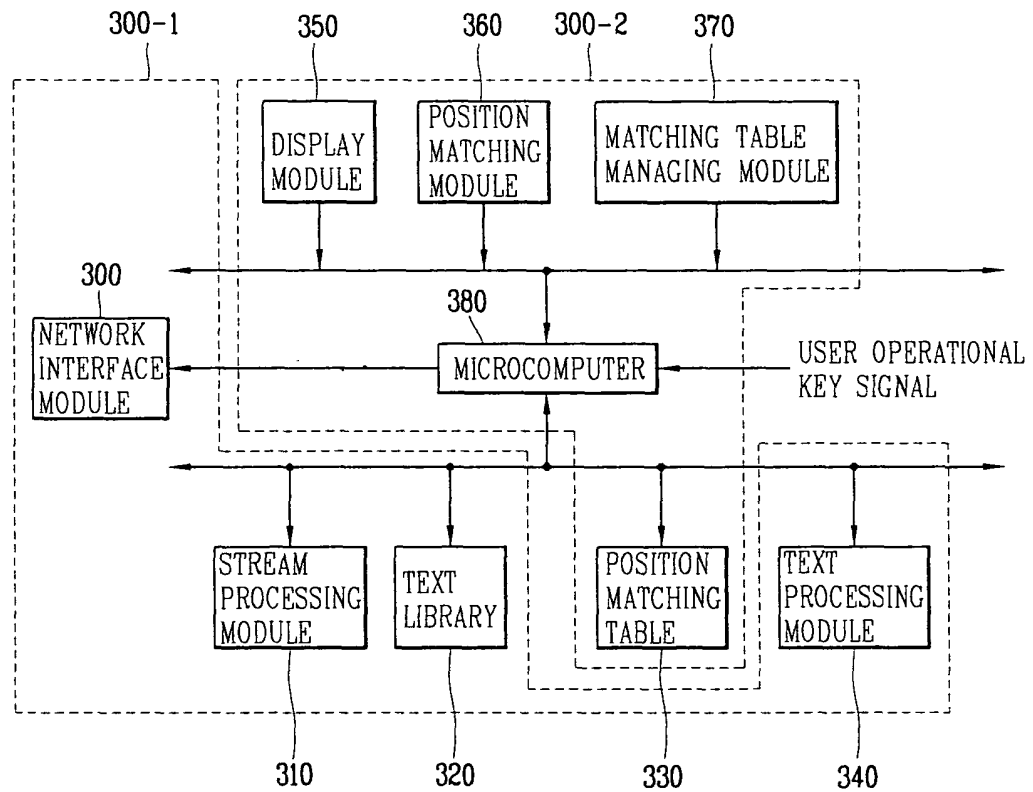 300-1
350
360
300-2
370
DISPLAY
MODULE
POSITION
MATCHING
MODULE
MATCHING TABLE
MANAGING MODULE
300
NETWORK
INTERFACE
MODULE
380
MICROCOMPUTER
USER OPERATIONAL
KEY SIGNAL
STREAM
PROCESSING
MODULE
TEXT
LIBRARY
POSITION
MATCHING
TABLE
TEXT
PROCESSING
MODULE
310
320
330
340